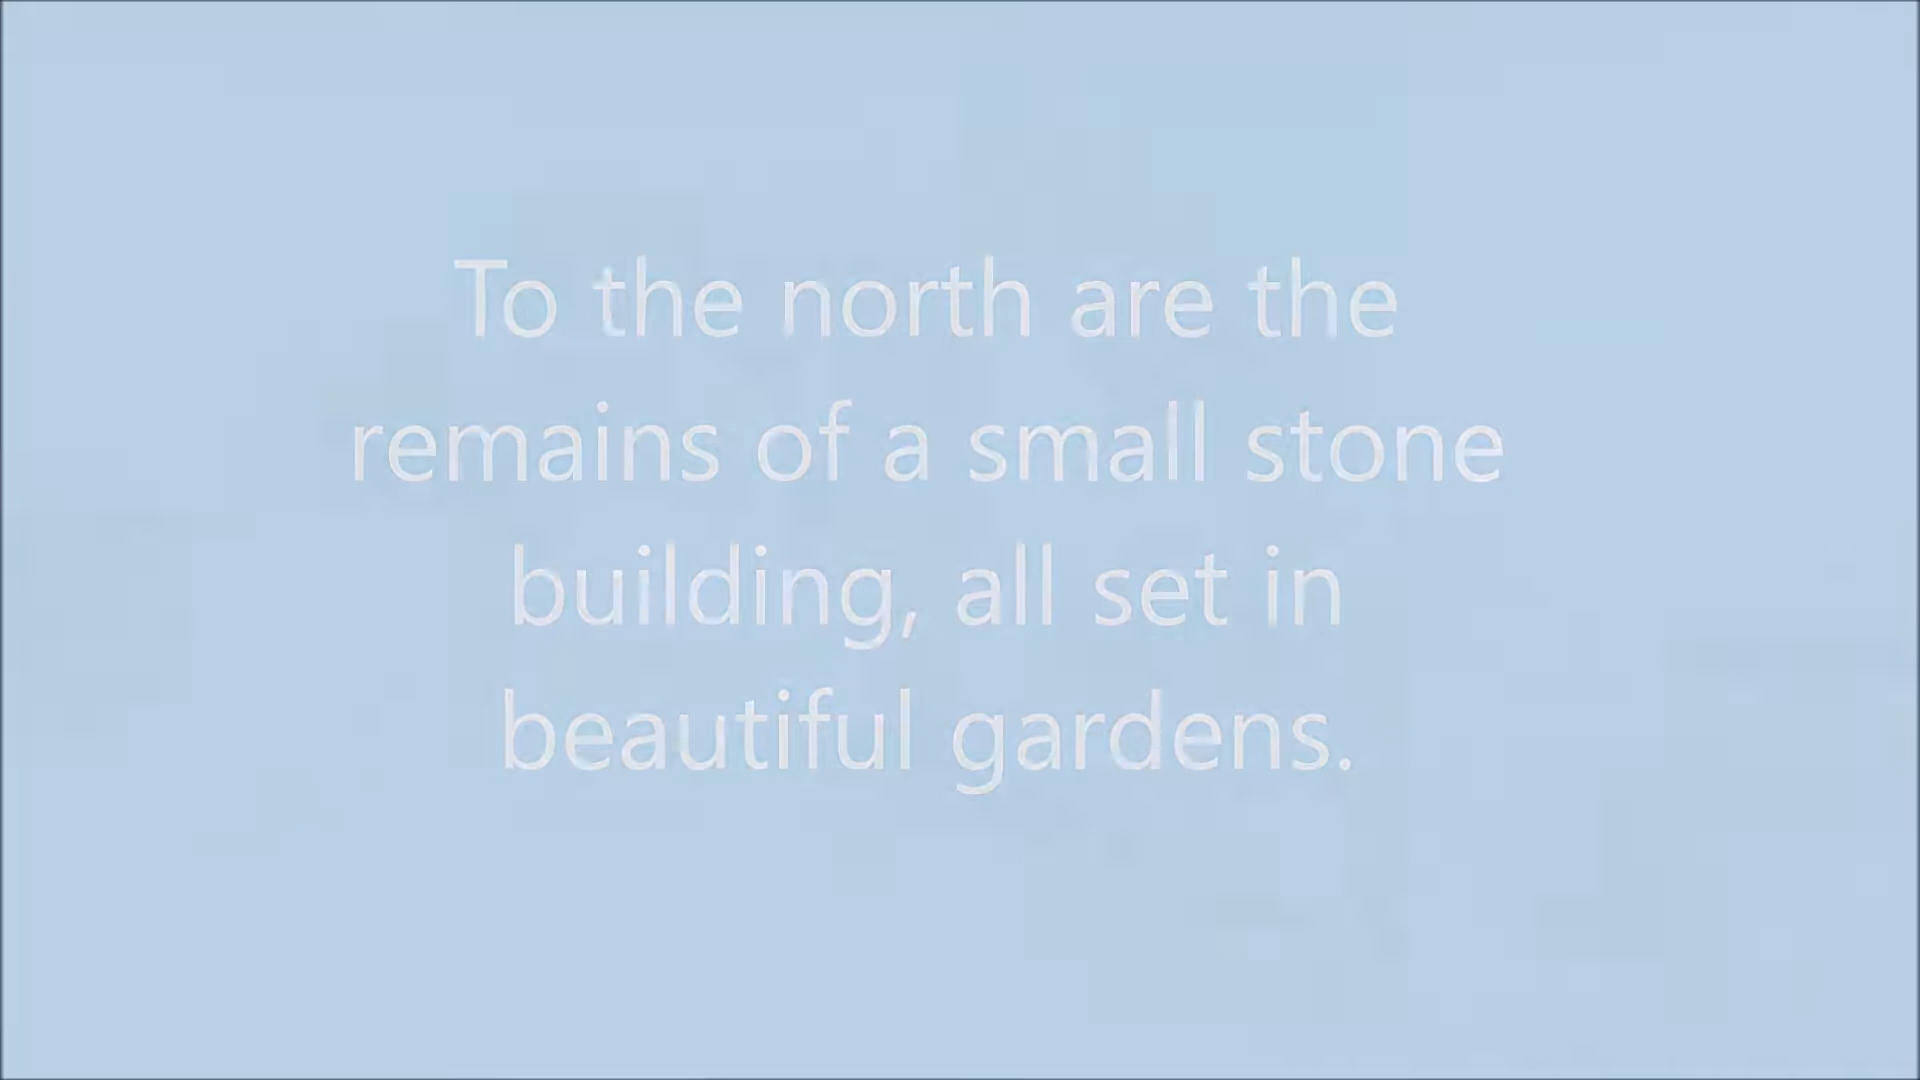 To the north are the
remains of a small stone
building, all set in
beautiful gardens.